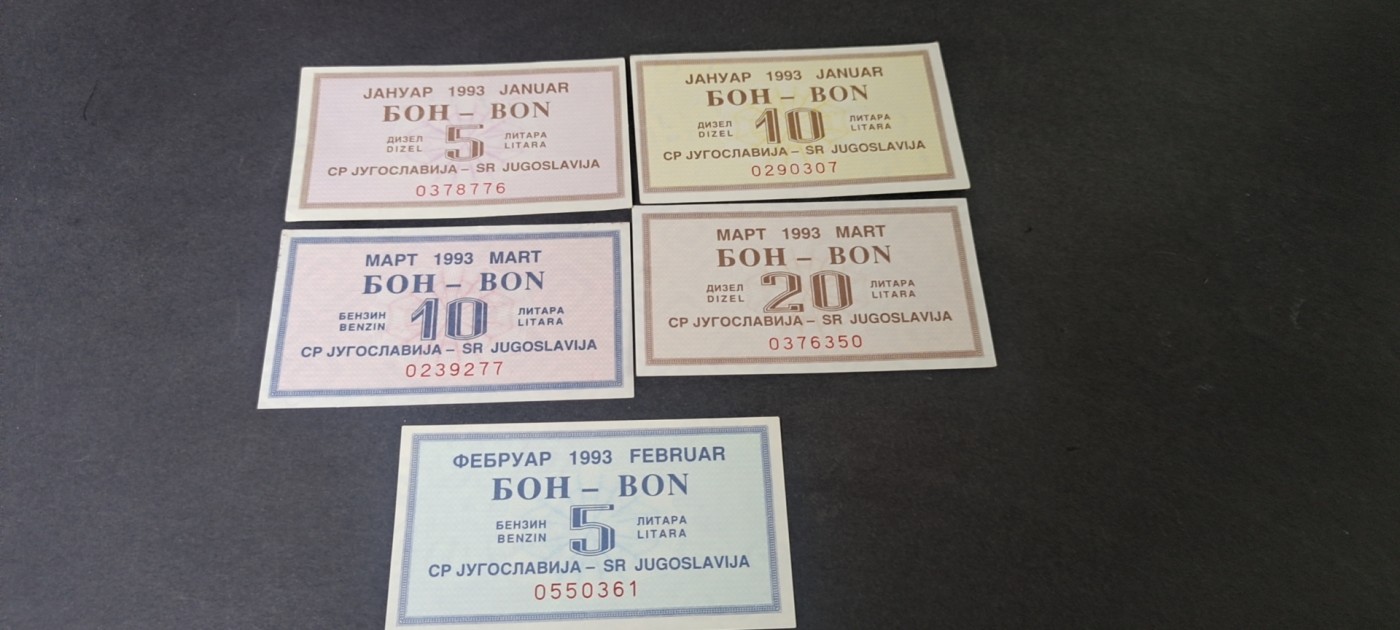 ЈАНУАР 1993 JANUAR
БОН – BON
ДИЗЕЛ
DIZEL
5
ЛИТАРА
LITARA
СР ЈУГОСЛАВИЈА – SR JUGOSLAVIJA
0378776
ЈАНУАР 1993 JANUAR
БОН – BON
ДИЗЕЛ
DIZEL
10
ЛИТАРА
LITARA
СР ЈУГОСЛАВИЈА – SR JUGOSLAVIJA
0290307
МАРТ 1993 MART
БОН – BON
БЕНЗИН
BENZIN
10
ЛИТАРА
LITARA
СР ЈУГОСЛАВИЈА – SR JUGOSLAVIJA
0239277
МАРТ 1993 MART
БОН – BON
ДИЗЕЛ
DIZEL
20
ЛИТАРА
LITARA
СР ЈУГОСЛАВИЈА – SR JUGOSLAVIJA
0376350
ФЕБРУАР 1993 FEBRUAR
БОН – BON
БЕНЗИН
BENZIN
5
ЛИТАРА
LITARA
СР ЈУГОСЛАВИЈА – SR JUGOSLAVIJA
0550361